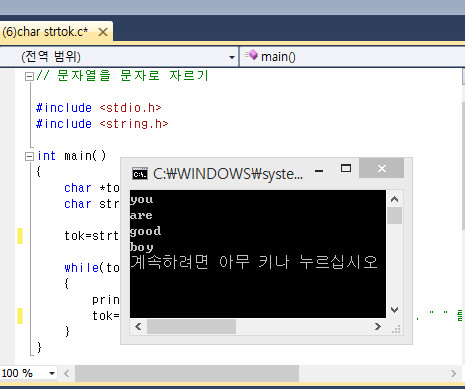 (6)char strtok.c*
(전역 범위)
main()
// 문자열을 문자로 자르기
#include <stdio.h>
#include <string.h>
int main()
{
char *to
char str
tok=strt
while(to
{
prin
tok=
. " " 를
}
}
C:\WINDOWS\syste...
you
are
good
boy
계속하려면 아무 키나 누르십시오
100 %